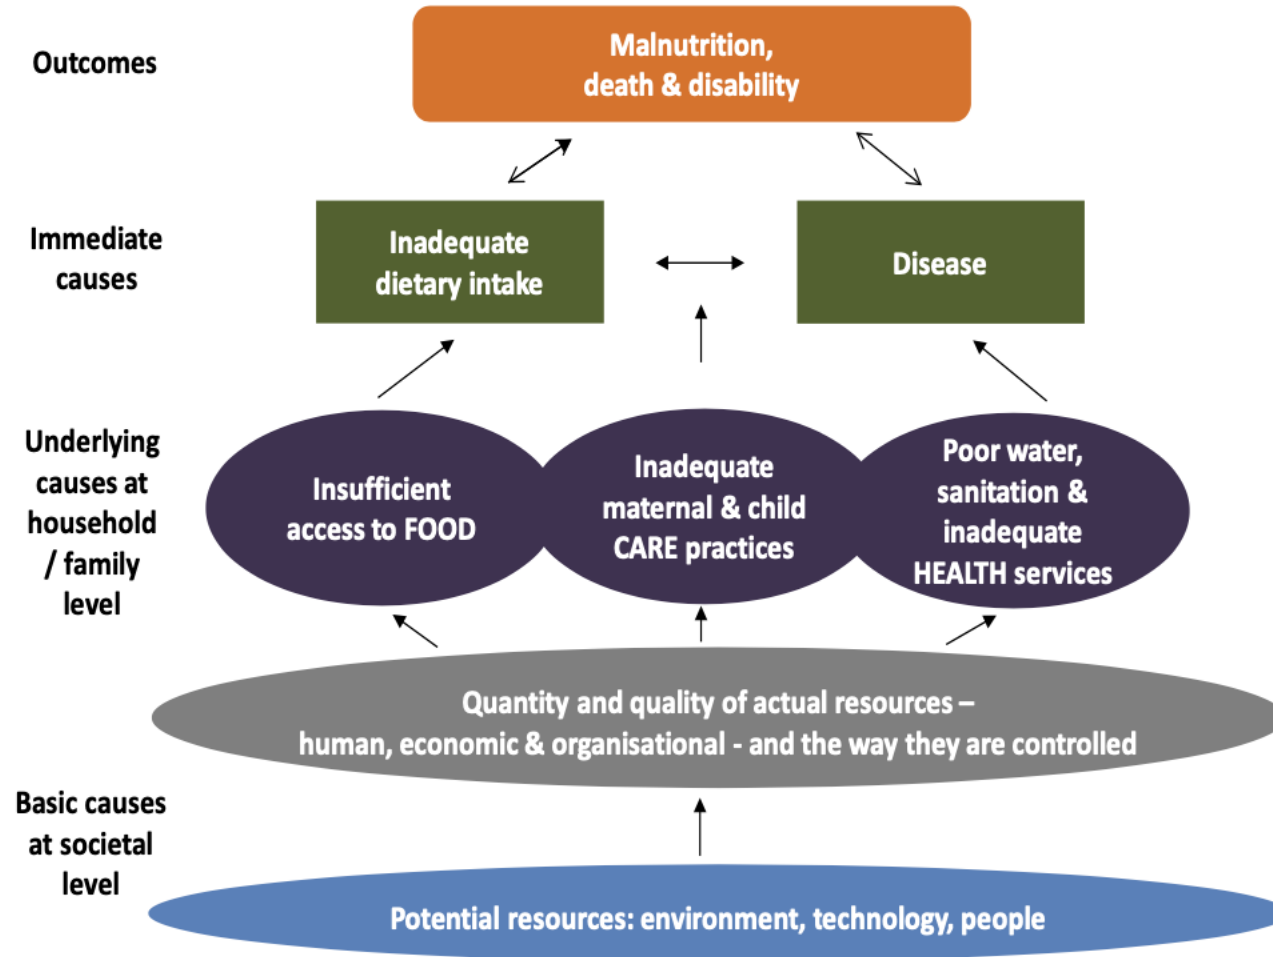 Outcomes
Malnutrition,
death & disability
Immediate
causes
Inadequate
dietary intake
Disease
Underlying
causes at
household
/ family
level
Insufficient
access to FOOD
Inadequate
maternal & child
CARE practices
Poor water,
sanitation &
inadequate
HEALTH services
Quantity and quality of actual resources –
human, economic & organisational - and the way they are controlled
Basic causes
at societal
level
Potential resources: environment, technology, people